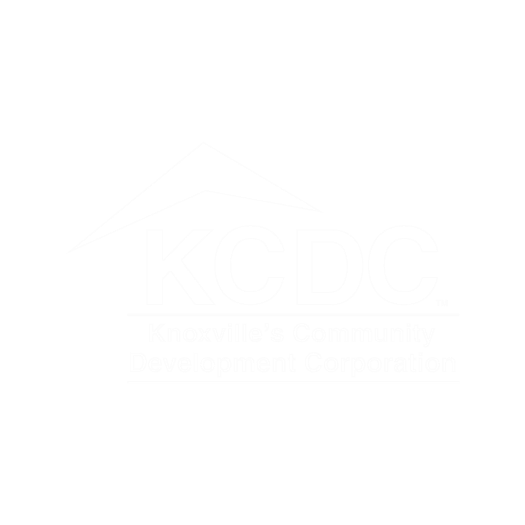 KCDC
Knoxville's Community
Development Corporation